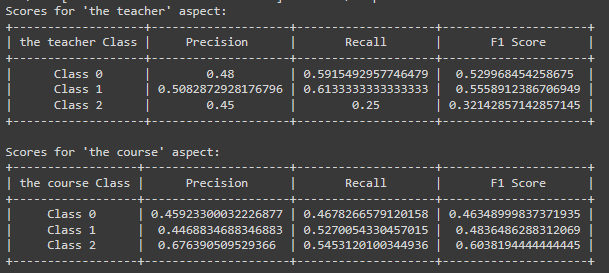 Scores for 'the teacher' aspect:
+-------------------+--------------------+--------------------+---------------------+
| the teacher Class | Precision | Recall | F1 Score |
+-------------------+--------------------+--------------------+---------------------+
| Class 0 | 0.48 | 0.5915492957746479 | 0.529968454258675 |
| Class 1 | 0.5082872928176796 | 0.6133333333333333 | 0.5558912386706949 |
| Class 2 | 0.45 | 0.25 | 0.32142857142857145 |
+-------------------+--------------------+--------------------+---------------------+
Scores for 'the course' aspect:
+------------------+---------------------+--------------------+---------------------+
| the course Class | Precision | Recall | F1 Score |
+------------------+---------------------+--------------------+---------------------+
| Class 0 | 0.45923300032226877 | 0.4678266579120158 | 0.46348999837371935 |
| Class 1 | 0.4468834688346883 | 0.5270054330457015 | 0.4836486288312069 |
| Class 2 | 0.676390509529366 | 0.5453120100344936 | 0.6038194444444445 |
+------------------+---------------------+--------------------+---------------------+